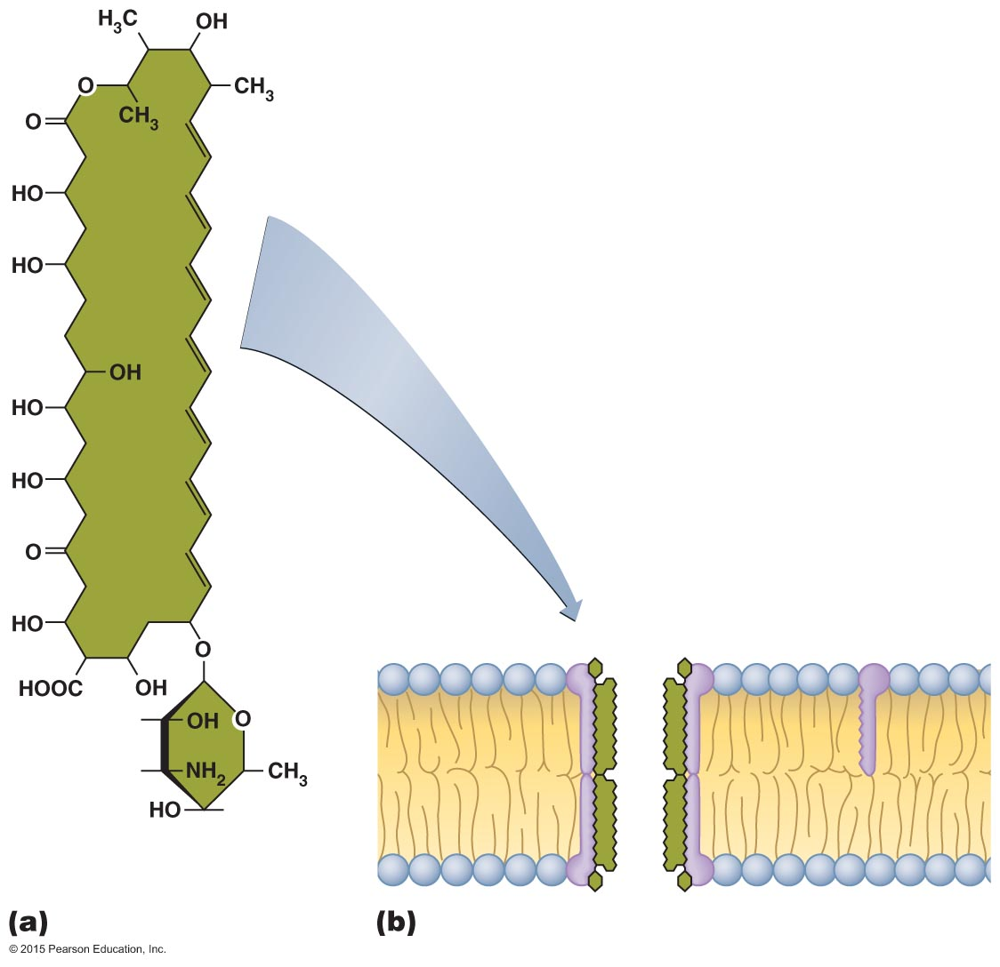 H₃C
OH
O
CH₃
CH₃
O
HO
HO
OH
HO
HO
O
HO
O
HOOC
OH
OH
O
NH₂
CH₃
HO
(a)
(b)
© 2015 Pearson Education, Inc.